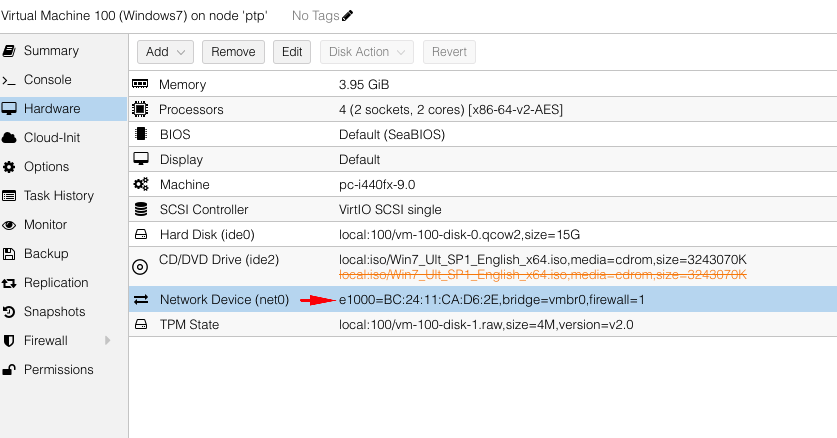 Virtual Machine 100 (Windows7) on node 'ptp' No Tags
Summary
Console
Hardware
Cloud-Init
Options
Task History
Monitor
Backup
Replication
Snapshots
Firewall
Permissions
Add Remove Edit Disk Action Revert
Memory 3.95 GiB
Processors 4 (2 sockets, 2 cores) [x86-64-v2-AES]
BIOS Default (SeaBIOS)
Display Default
Machine pc-i440fx-9.0
SCSI Controller VirtIO SCSI single
Hard Disk (ide0) local:100/vm-100-disk-0.qcow2,size=15G
CD/DVD Drive (ide2) local:iso/Win7_Ult_SP1_English_x64.iso,media=cdrom,size=3243070K
local:iso/Win7_Ult_SP1_English_x64.iso,media=cdrom,size=3243070K
Network Device (net0) e1000=BC:24:11:CA:D6:2E,bridge=vmbr0,firewall=1
TPM State local:100/vm-100-disk-1.raw,size=4M,version=v2.0